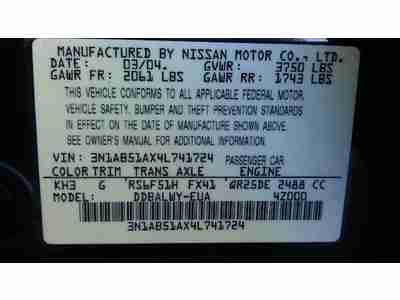 MANUFACTURED BY NISSAN MOTOR CO., LTD.
DATE: 03/04. GVWR: 3750 LBS
GAWR FR: 2061 LBS GAWR RR: 1743 LBS
THIS VEHICLE CONFORMS TO ALL APPLICABLE FEDERAL MOTOR
VEHICLE SAFETY, BUMPER AND THEFT PREVENTION STANDARDS
IN EFFECT ON THE DATE OF MANUFACTURE SHOWN ABOVE.
SEE OWNER'S MANUAL FOR ADDITIONAL INFORMATION.
VIN: 3N1AB51AX4L741724 PASSENGER CAR
COLOR TRIM TRANS AXLE ENGINE
KH3 G RS6F51H FX41 QR25DE 2488 CC
MODEL: DDBALWY-EUA 4Z000
3N1AB51AX4L741724